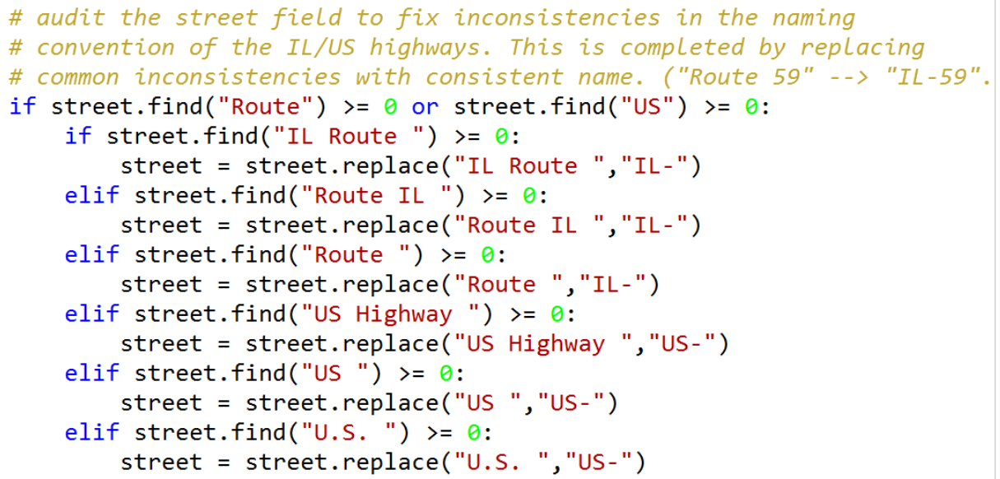 # audit the street field to fix inconsistencies in the naming
# convention of the IL/US highways. This is completed by replacing
# common inconsistencies with consistent name. ("Route 59" --> "IL-59".
if street.find("Route") >= 0 or street.find("US") >= 0:
    if street.find("IL Route ") >= 0:
        street = street.replace("IL Route ","IL-")
    elif street.find("Route IL ") >= 0:
        street = street.replace("Route IL ","IL-")
    elif street.find("Route ") >= 0:
        street = street.replace("Route ","IL-")
    elif street.find("US Highway ") >= 0:
        street = street.replace("US Highway ","US-")
    elif street.find("US ") >= 0:
        street = street.replace("US ","US-")
    elif street.find("U.S. ") >= 0:
        street = street.replace("U.S. ","US-")